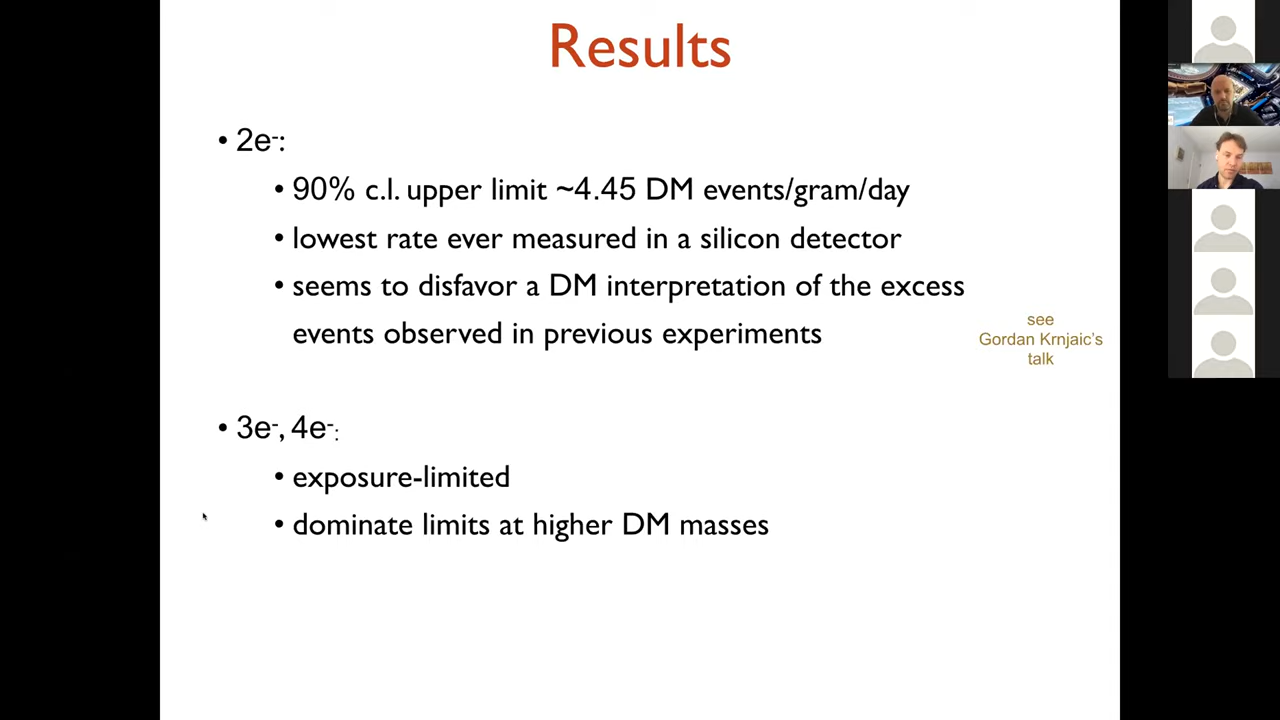 Results
• 2e-:
• 90% c.l. upper limit ~4.45 DM events/gram/day
• lowest rate ever measured in a silicon detector
• seems to disfavor a DM interpretation of the excess
events observed in previous experiments
see
Gordan Krnjaic's
talk
• 3e-, 4e-:
• exposure-limited
• dominate limits at higher DM masses